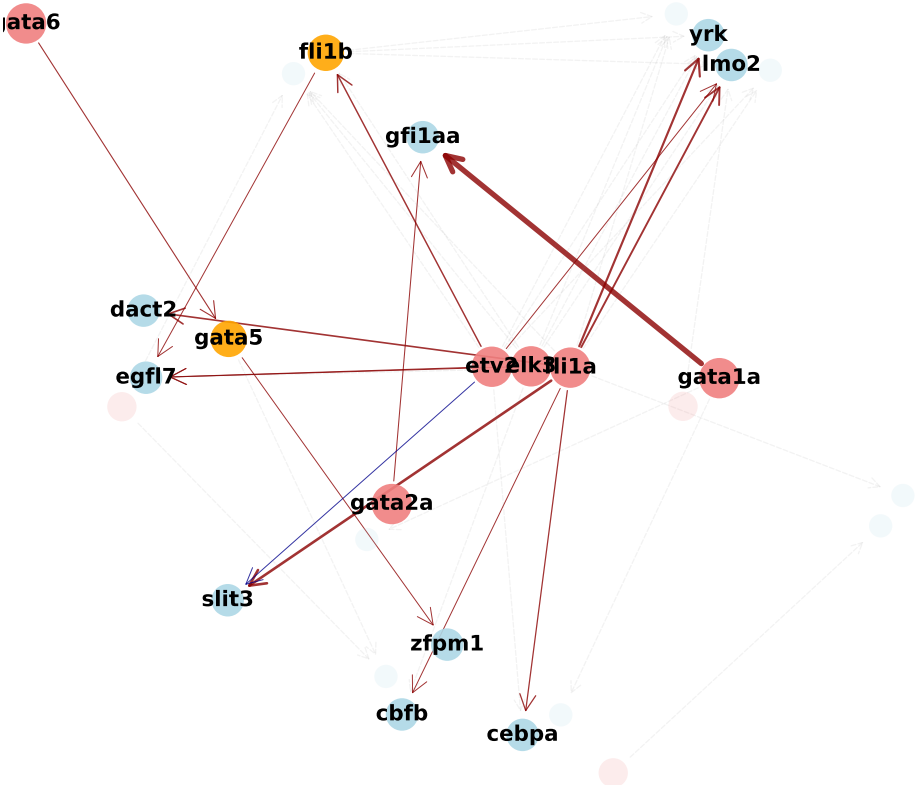 gata6
fli1b
yrk
lmo2
gfi1aa
dact2
gata5
egfl7
etv2
elk3
fli1a
gata1a
gata2a
slit3
zfpm1
cbfb
cebpa